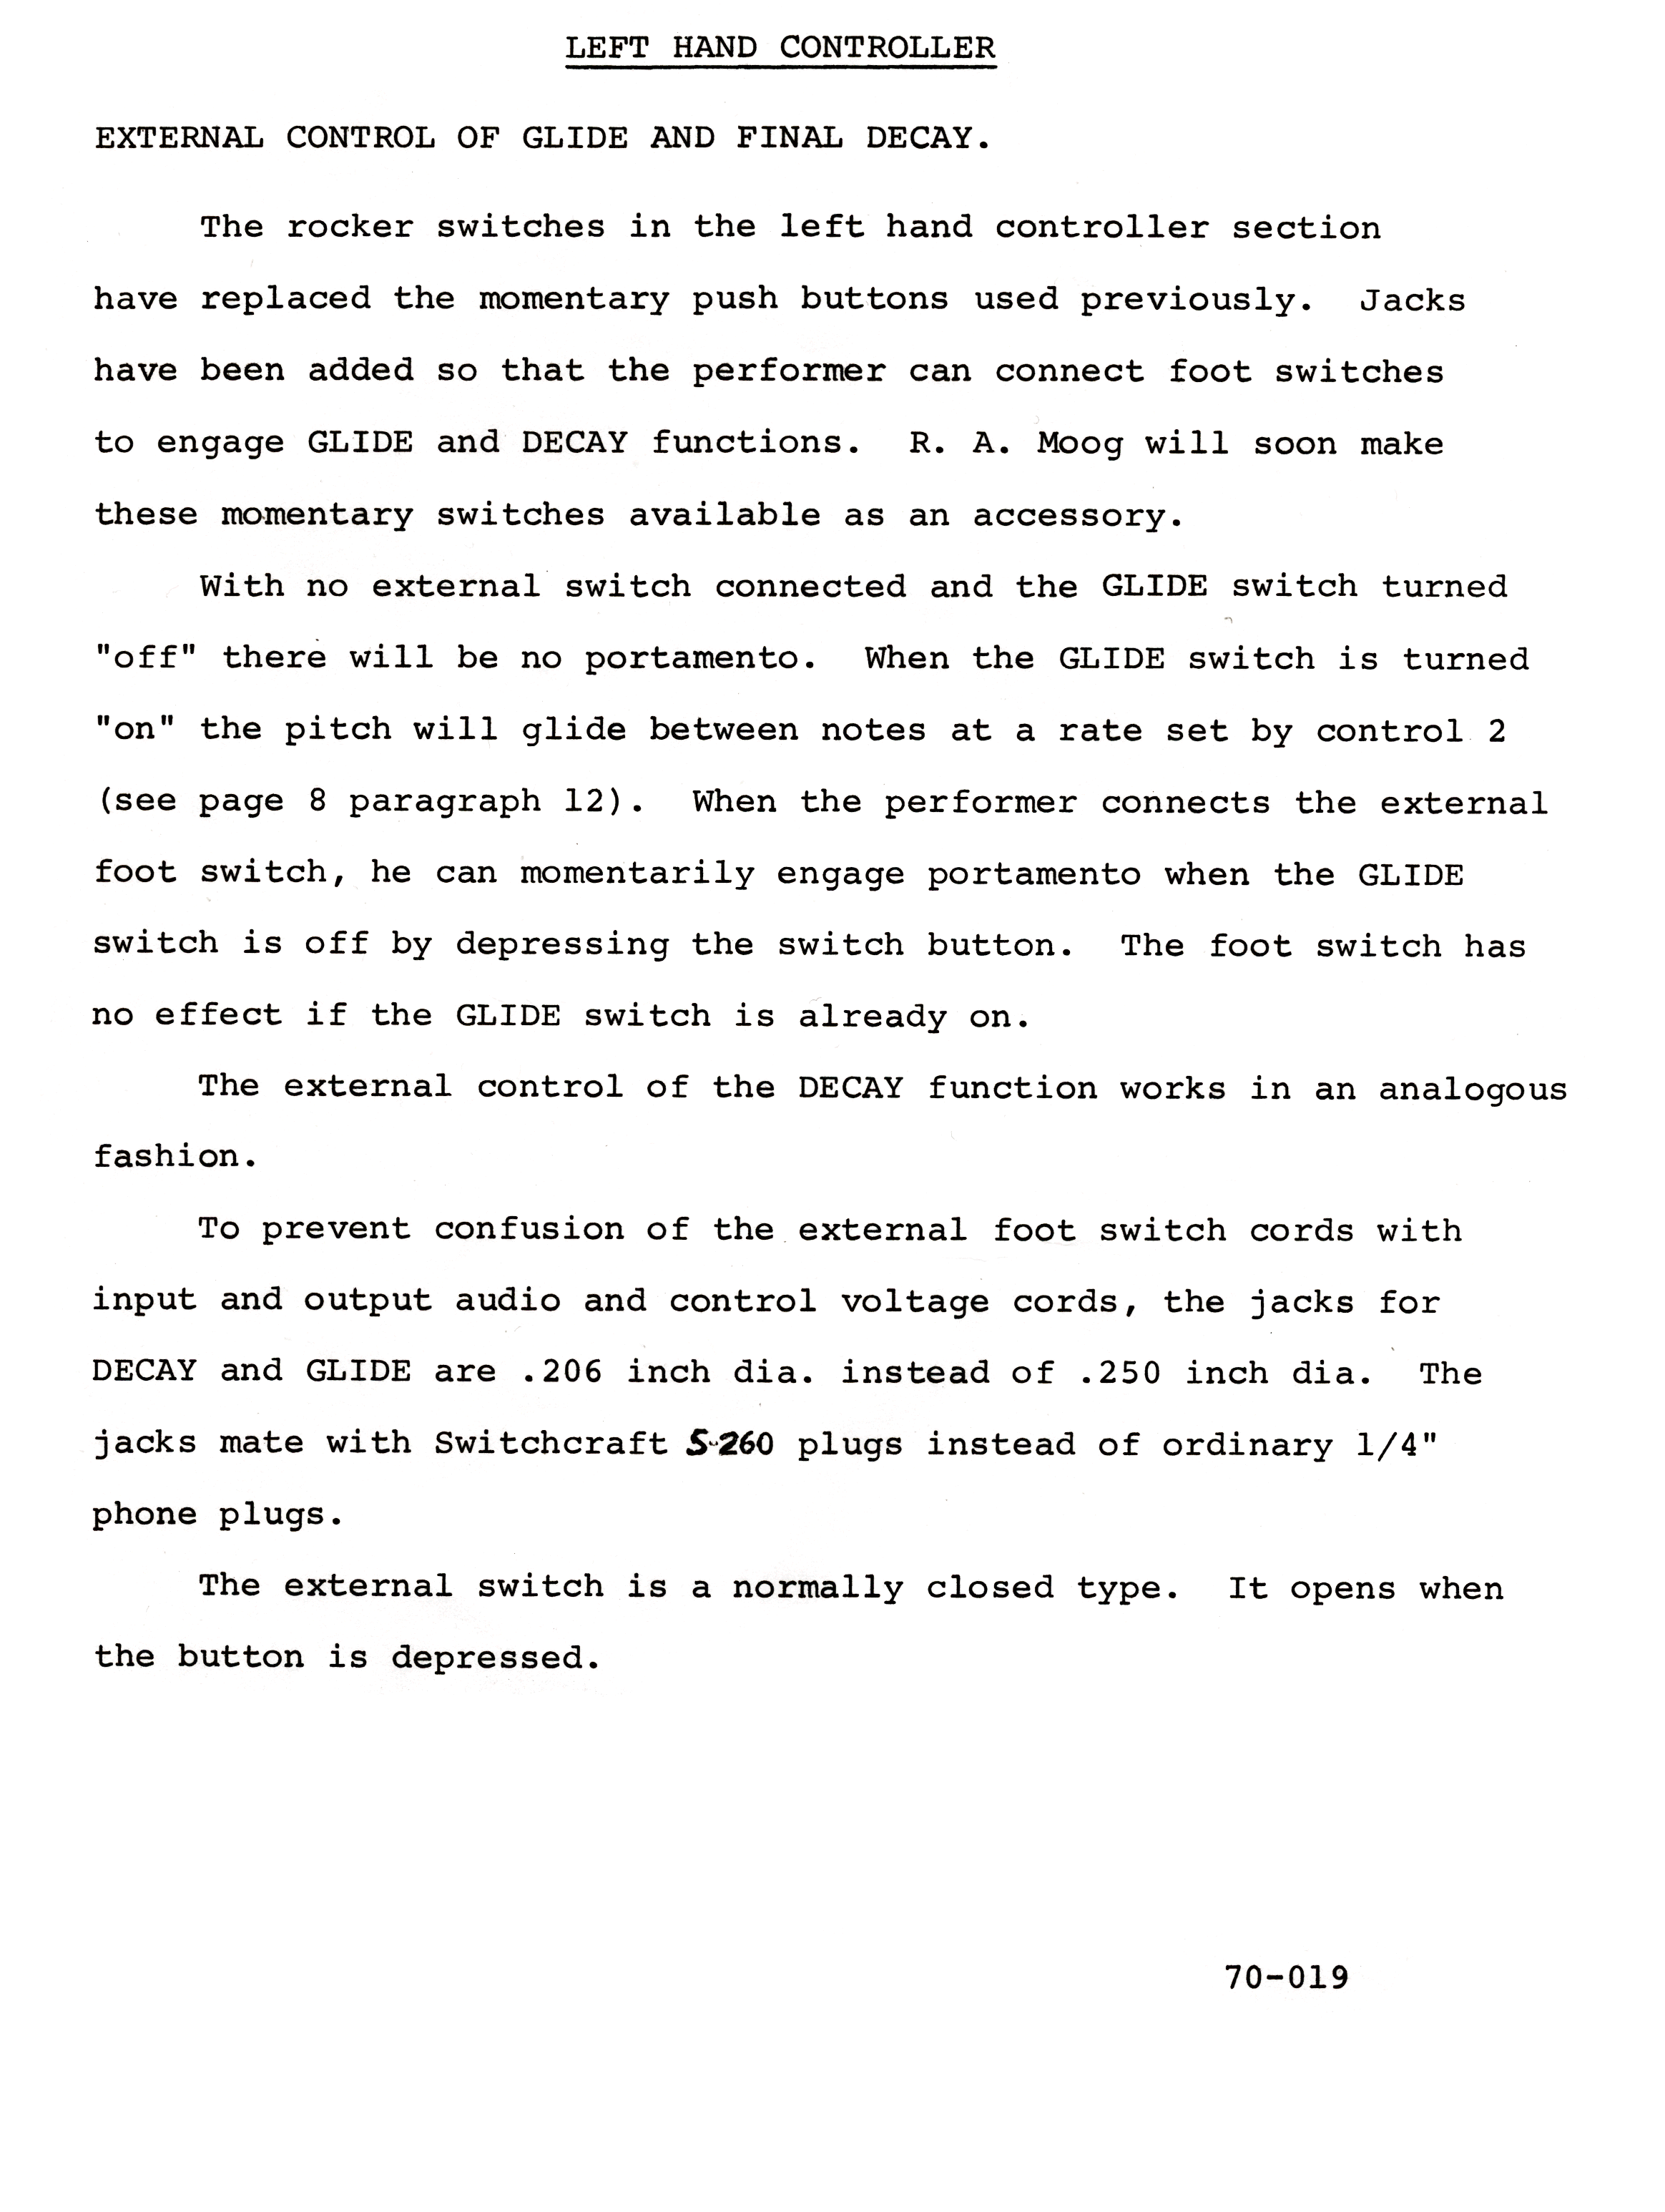 LEFT HAND CONTROLLER
EXTERNAL CONTROL OF GLIDE AND FINAL DECAY.
The rocker switches in the left hand controller section
have replaced the momentary push buttons used previously. Jacks
have been added so that the performer can connect foot switches
to engage GLIDE and DECAY functions. R. A. Moog will soon make
these momentary switches available as an accessory.
With no external switch connected and the GLIDE switch turned
"off" there will be no portamento. When the GLIDE switch is turned
"on" the pitch will glide between notes at a rate set by control 2
(see page 8 paragraph 12). When the performer connects the external
foot switch, he can momentarily engage portamento when the GLIDE
switch is off by depressing the switch button. The foot switch has
no effect if the GLIDE switch is already on.
The external control of the DECAY function works in an analogous
fashion.
To prevent confusion of the external foot switch cords with
input and output audio and control voltage cords, the jacks for
DECAY and GLIDE are .206 inch dia. instead of .250 inch dia. The
jacks mate with Switchcraft S-260 plugs instead of ordinary 1/4"
phone plugs.
The external switch is a normally closed type. It opens when
the button is depressed.
70-019